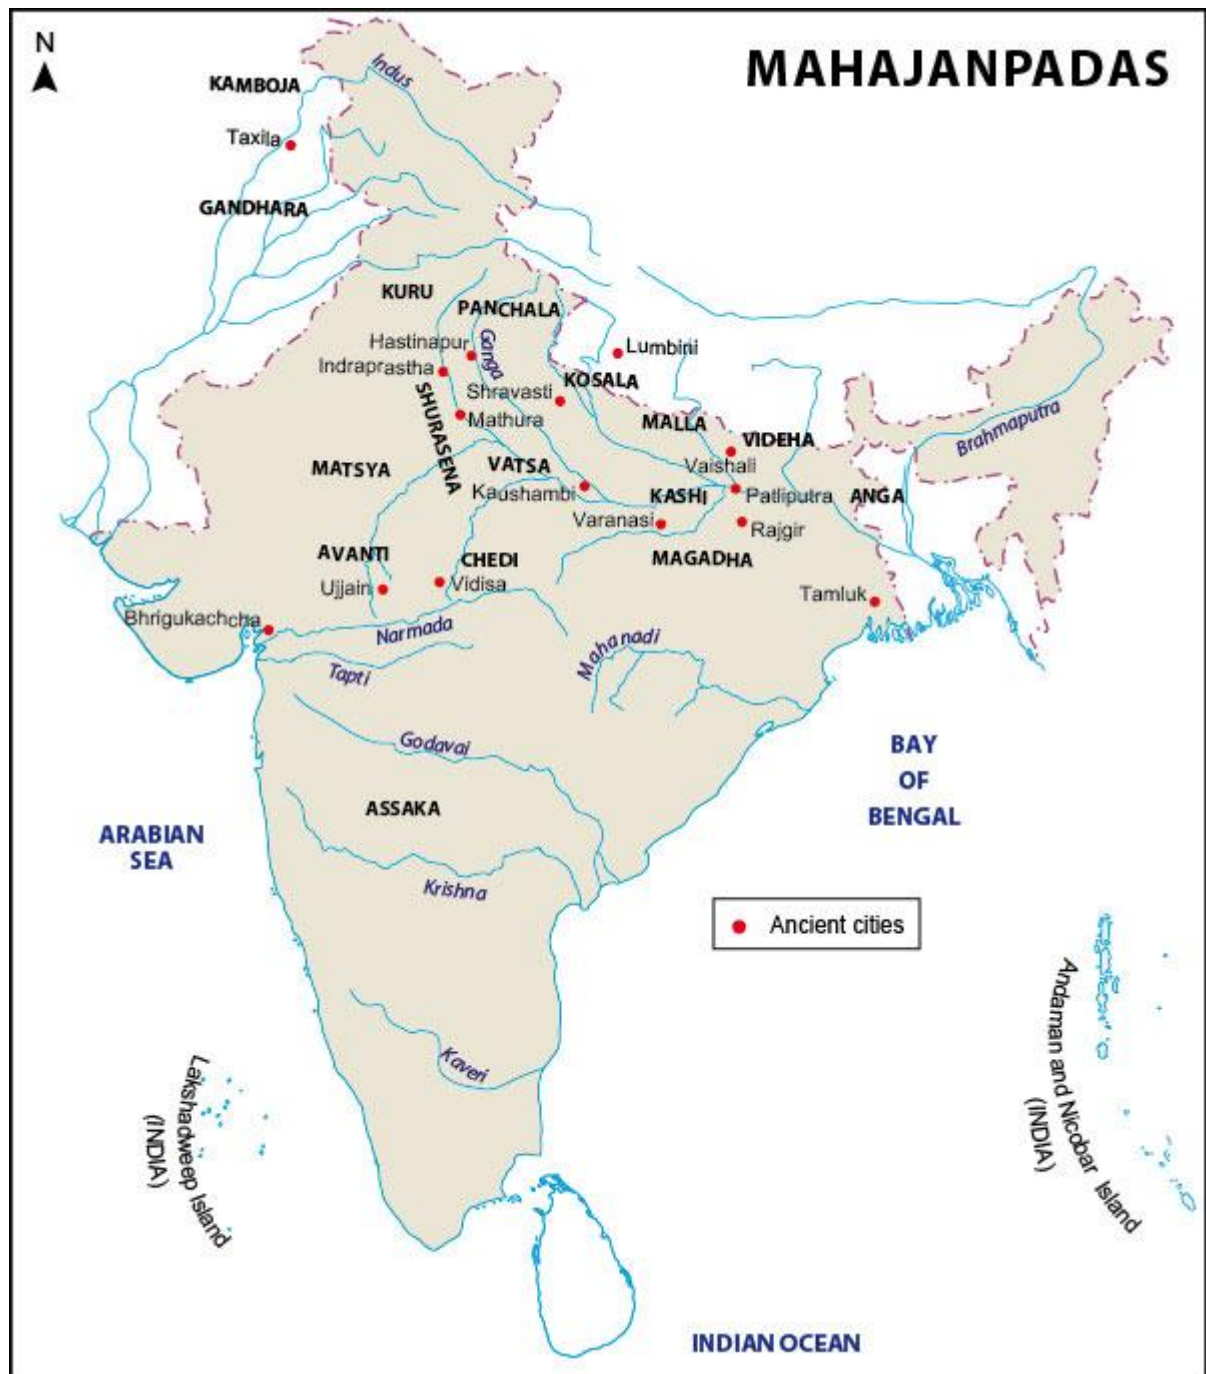 N
MAHAJANPADAS
Indus
KAMBOJA
Taxila
GANDHARA
KURU
PANCHALA
Hastinapur
Ganga
Indraprastha
Lumbini
KOSALA
Shravasti
SHURASENA
Mathura
MALLA
VIDEHA
Brahmaputra
MATSYA
VATSA
Vaishali
Kaushambi
KASHI
Patliputra
ANGA
Varanasi
Rajgir
AVANTI
CHEDI
MAGADHA
Ujjain
Vidisa
Tamluk
Bhrigukachcha
Narmada
Mahanadi
Tapti
Godavai
BAY
OF
BENGAL
ASSAKA
ARABIAN
SEA
Krishna
Ancient cities
Andaman and Nicobar Island
(INDIA)
Kaveri
Lakshadweep Island
(INDIA)
INDIAN OCEAN